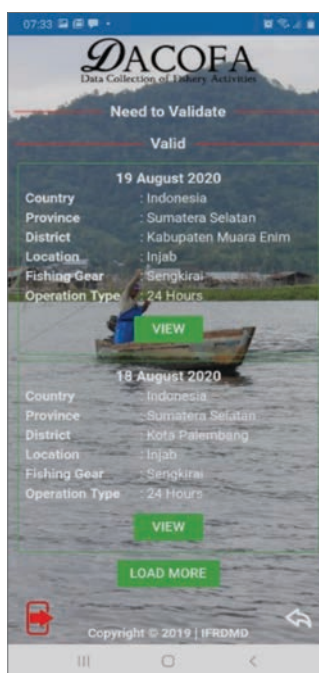 07:33
DACOFA
Data Collection of Fishery Activities
Need to Validate
Valid
19 August 2020
Country : Indonesia
Province : Sumatera Selatan
District : Kabupaten Muara Enim
Location : Injab
Fishing Gear : Sengkirai
Operation Type : 24 Hours
VIEW
18 August 2020
Country : Indonesia
Province : Sumatera Selatan
District : Kota Palembang
Location : Injab
Fishing Gear : Sengkirai
Operation Type : 24 Hours
VIEW
LOAD MORE
Copyright © 2019 | IFRDMD